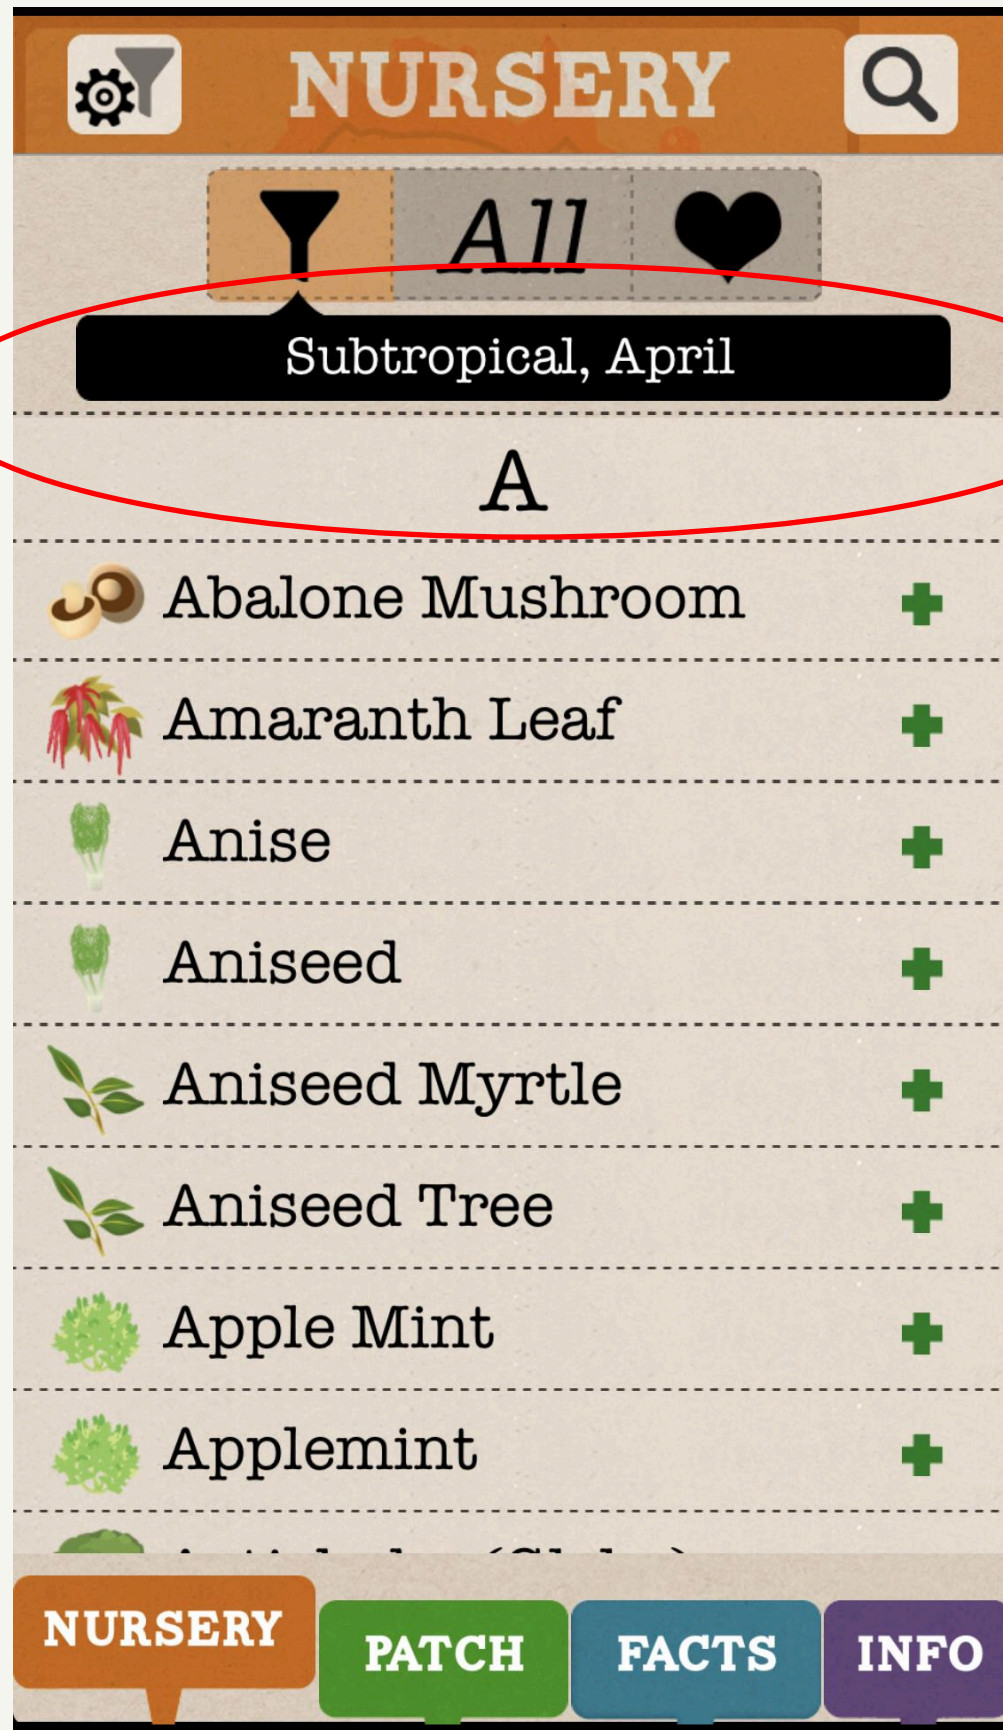 NURSERY
All
Subtropical, April
A
Abalone Mushroom
Amaranth Leaf
Anise
Aniseed
Aniseed Myrtle
Aniseed Tree
Apple Mint
Applemint
NURSERY
PATCH
FACTS
INFO